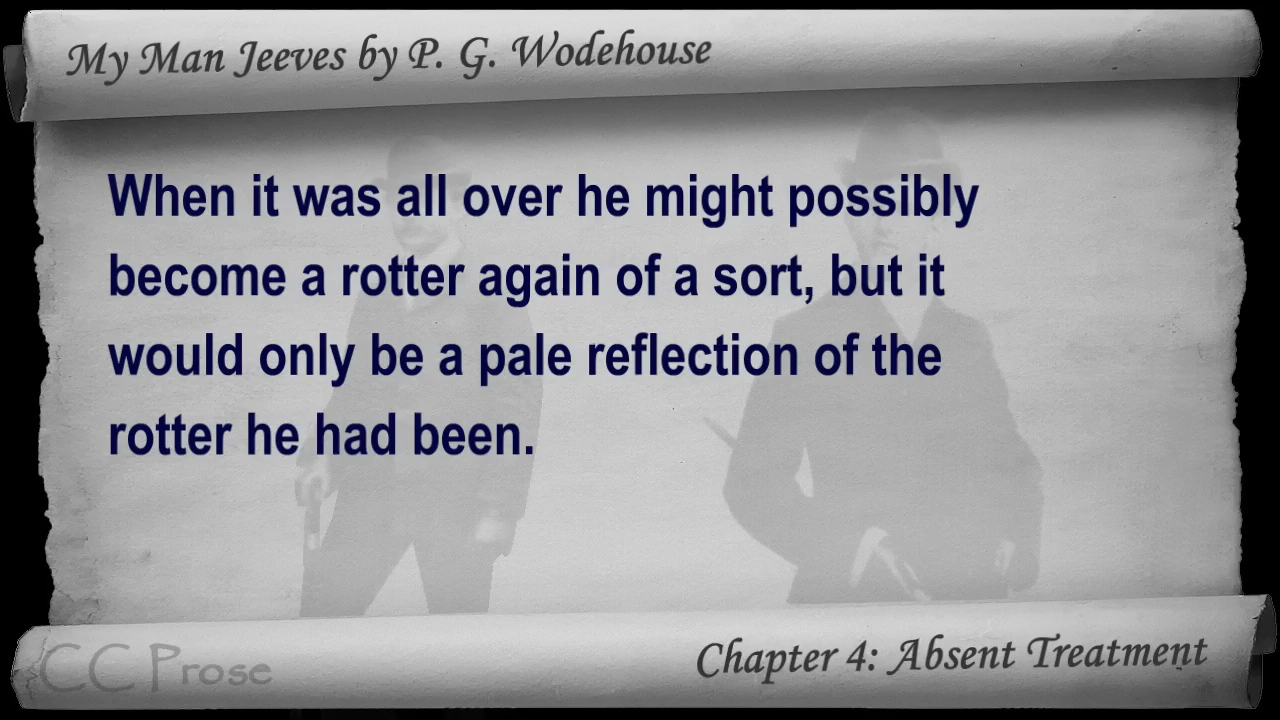 My Man Jeeves by P. G. Wodehouse
When it was all over he might possibly
become a rotter again of a sort, but it
would only be a pale reflection of the
rotter he had been.
CC Prose
Chapter 4: Absent Treatment